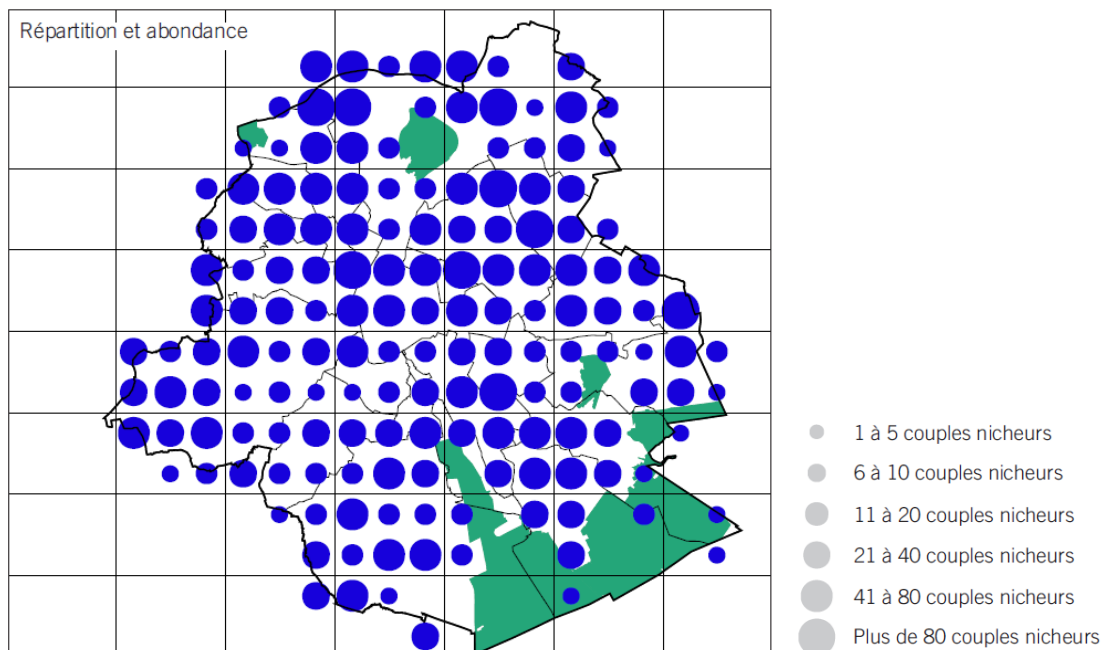 Répartition et abondance
1 à 5 couples nicheurs
6 à 10 couples nicheurs
11 à 20 couples nicheurs
21 à 40 couples nicheurs
41 à 80 couples nicheurs
Plus de 80 couples nicheurs